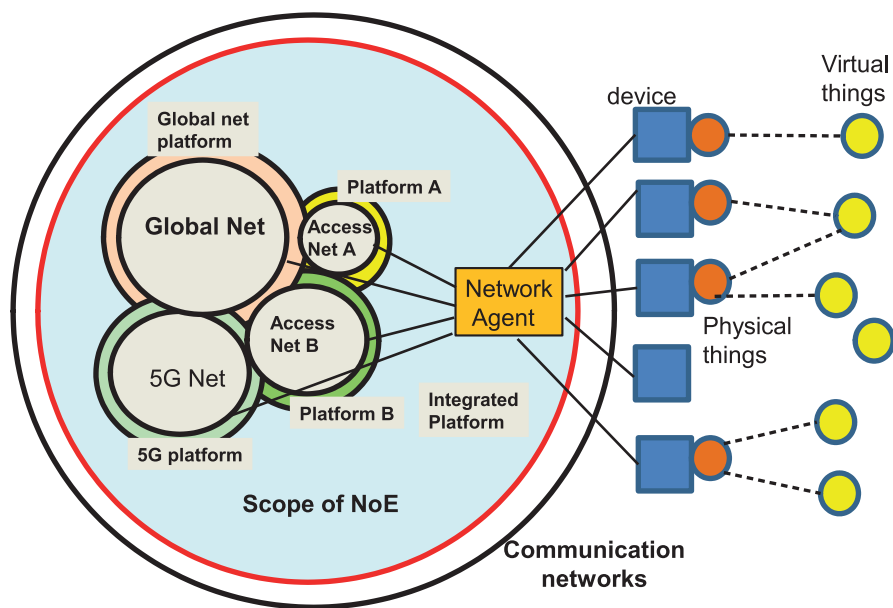 Global net
platform
Platform A
Global Net
Access
Net A
Access
Net B
5G Net
Platform B
5G platform
Integrated
Platform
Scope of NoE
Network
Agent
Communication
networks
device
Virtual
things
Physical
things